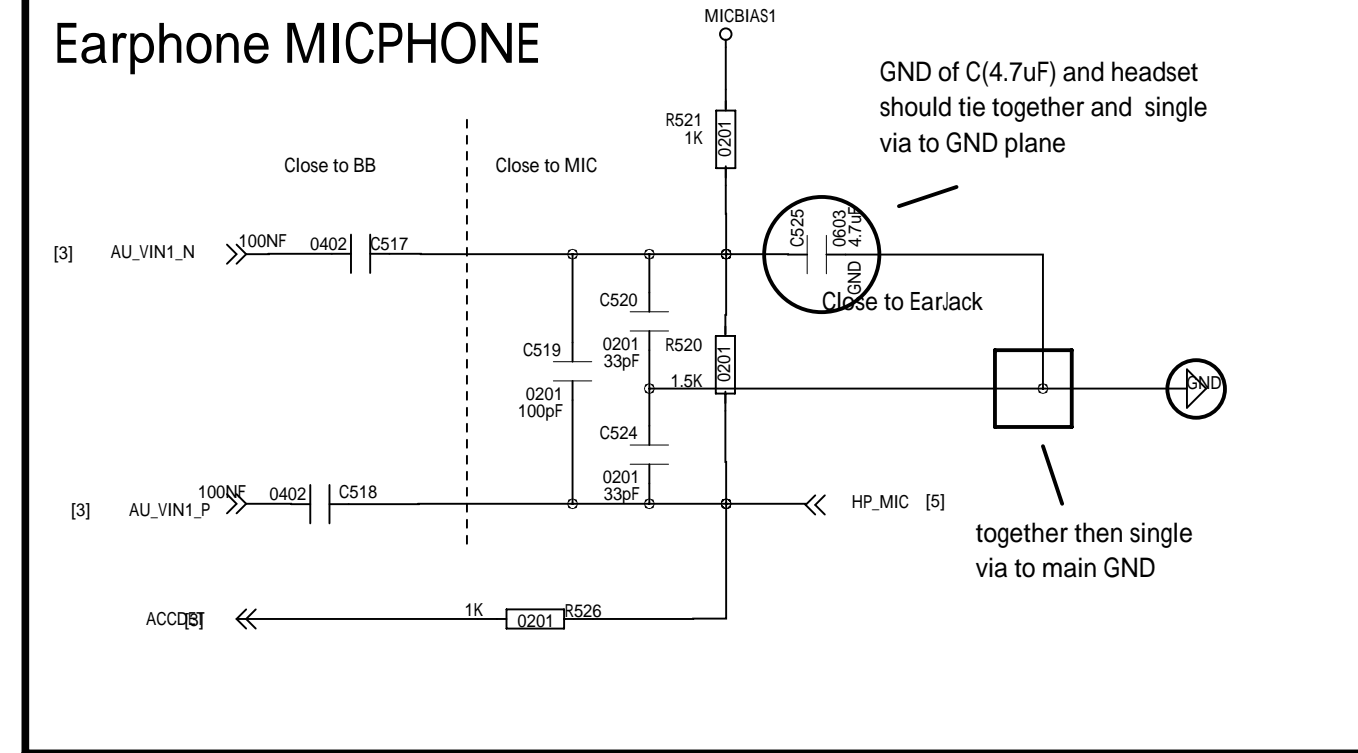 MICBIAS1
Earphone MICPHONE
GND of C(4.7uF) and headset
should tie together and single
via to GND plane
R521
1K
0201
Close to BB
Close to MIC
C525
0603
4.7uF
GND
[3] AU_VIN1_N
100NF 0402 C517
Close to EarJack
C520
0201
33pF
R520
0201
1.5K
C519
0201
100pF
GND
C524
0201
33pF
[3] AU_VIN1_P
100NF 0402 C518
HP_MIC [5]
together then single
via to main GND
ACCDET [3]
1K
0201
R526